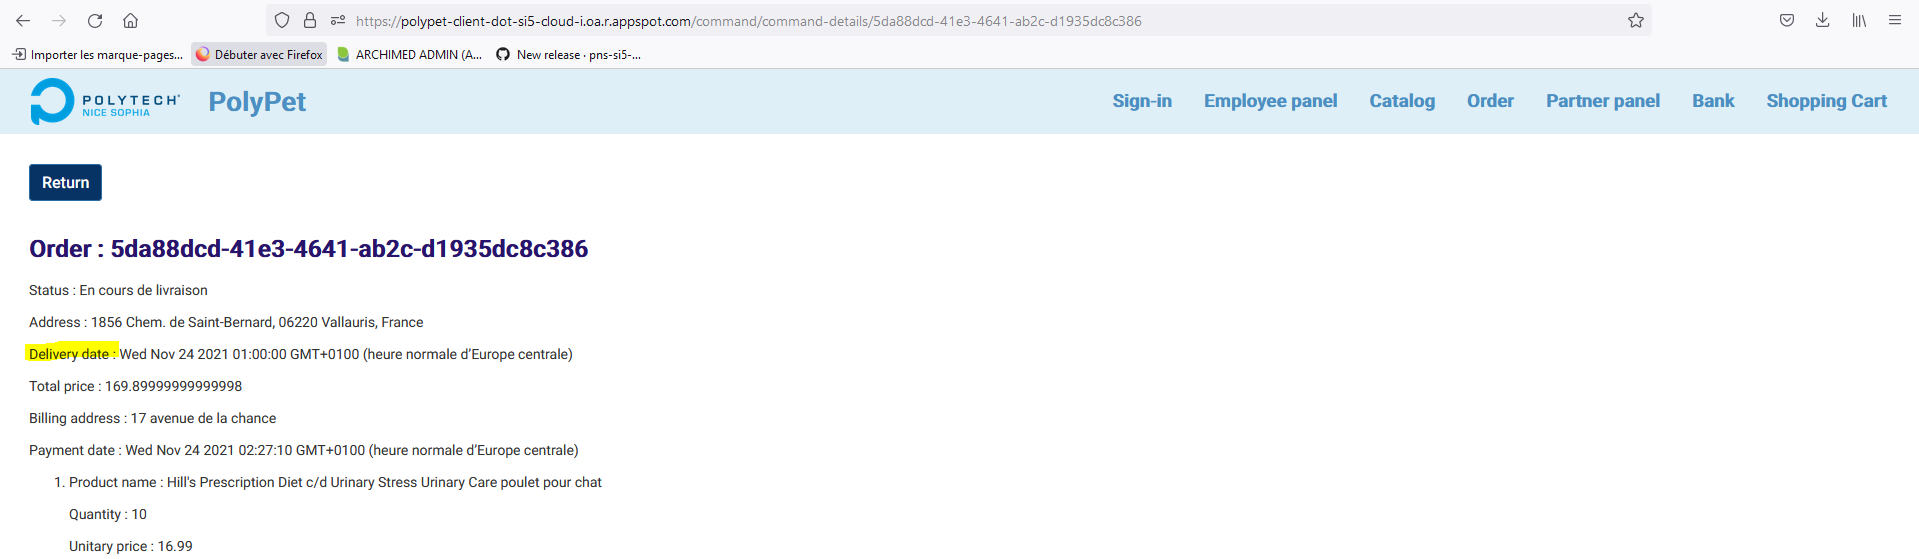 https://polypet-client-dot-si5-cloud-i.oa.r.appspot.com/command/command-details/5da88dcd-41e3-4641-ab2c-d1935dc8c386
Importer les marque-pages... Débuter avec Firefox ARCHIMED ADMIN (A... New release · pns-si5-...
POLYTECH NICE SOPHIA PolyPet Sign-in Employee panel Catalog Order Partner panel Bank Shopping Cart
Return
Order : 5da88dcd-41e3-4641-ab2c-d1935dc8c386
Status : En cours de livraison
Address : 1856 Chem. de Saint-Bernard, 06220 Vallauris, France
Delivery date : Wed Nov 24 2021 01:00:00 GMT+0100 (heure normale d’Europe centrale)
Total price : 169.89999999999998
Billing address : 17 avenue de la chance
Payment date : Wed Nov 24 2021 02:27:10 GMT+0100 (heure normale d’Europe centrale)
1. Product name : Hill's Prescription Diet c/d Urinary Stress Urinary Care poulet pour chat
Quantity : 10
Unitary price : 16.99